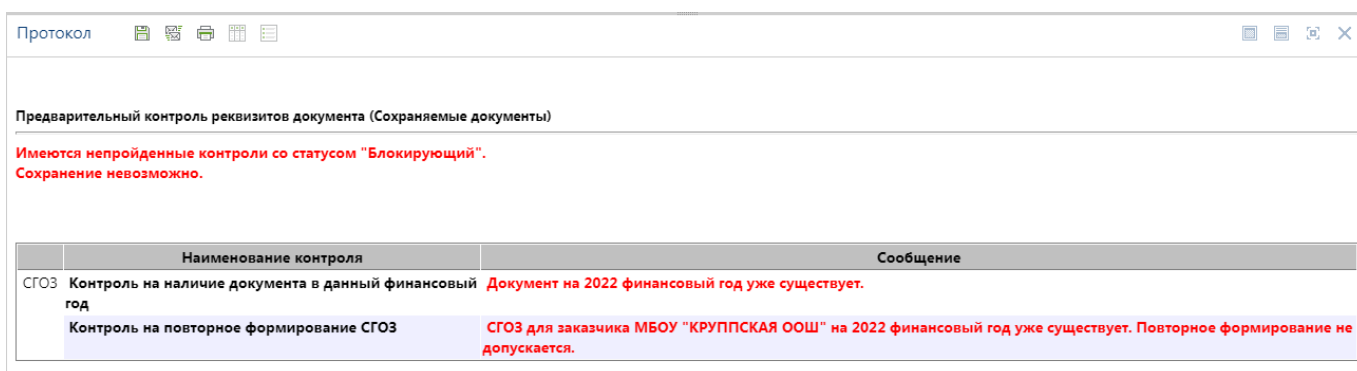 Протокол
Предварительный контроль реквизитов документа (Сохраняемые документы)
Имеются непройденные контроли со статусом "Блокирующий".
Сохранение невозможно.
Наименование контроля Сообщение
СГОЗ Контроль на наличие документа в данный финансовый Документ на 2022 финансовый год уже существует.
год
Контроль на повторное формирование СГОЗ СГОЗ для заказчика МБОУ "КРУППСКАЯ ООШ" на 2022 финансовый год уже существует. Повторное формирование не
допускается.